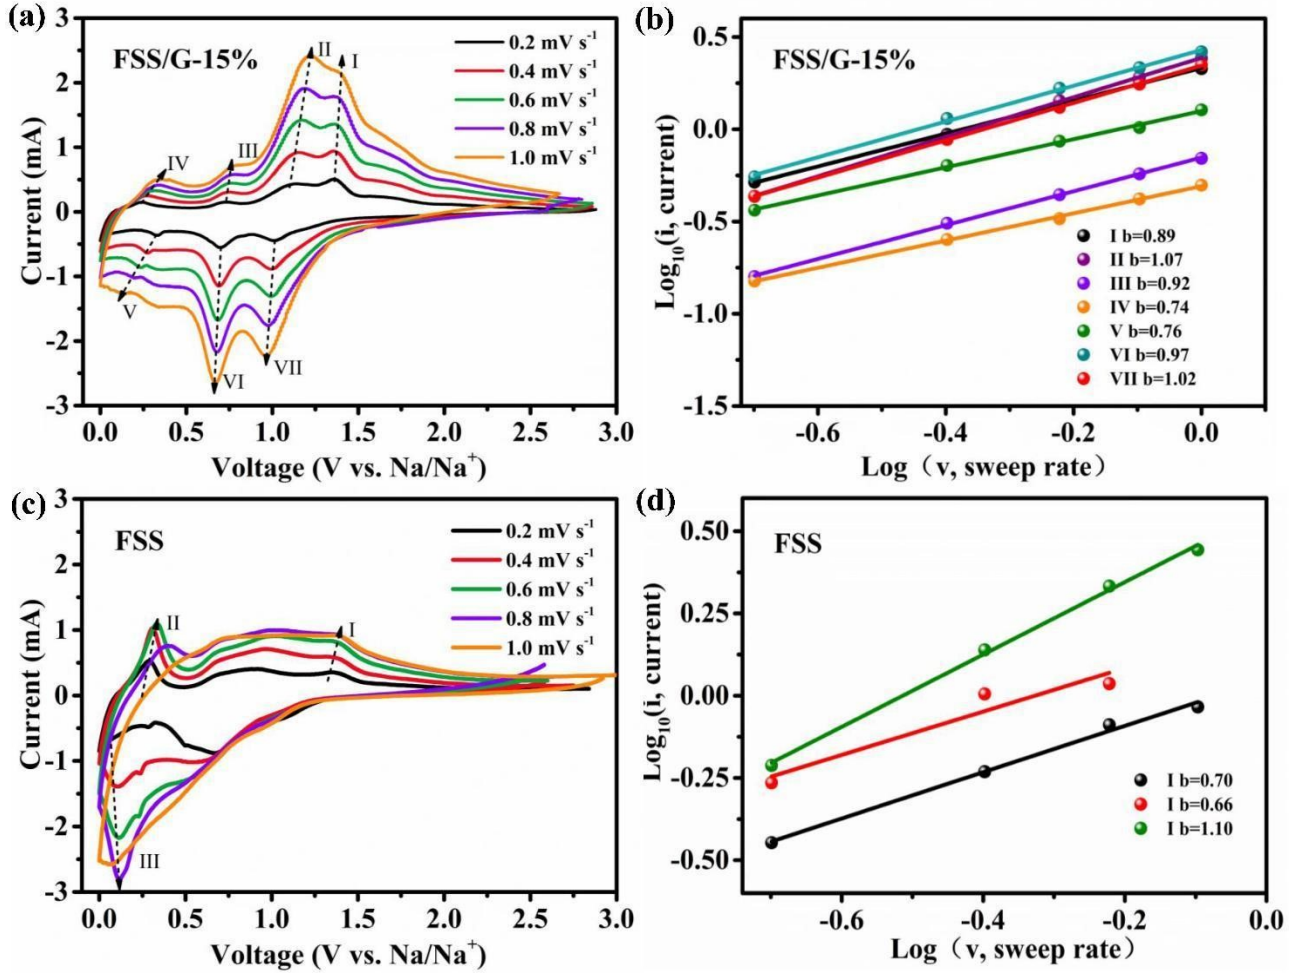 (a)
3
2
1
0
-1
-2
-3
Current (mA)
FSS/G-15%
0.2 mV s⁻¹
0.4 mV s⁻¹
0.6 mV s⁻¹
0.8 mV s⁻¹
1.0 mV s⁻¹
II
I
III
IV
V
VI
VII
0.0 0.5 1.0 1.5 2.0 2.5 3.0
Voltage (V vs. Na/Na⁺)
(b)
0.5
0.0
-0.5
-1.0
-1.5
Log₁₀(i, current)
FSS/G-15%
I b=0.89
II b=1.07
III b=0.92
IV b=0.74
V b=0.76
VI b=0.97
VII b=1.02
-0.6 -0.4 -0.2 0.0
Log（v, sweep rate）
(c)
3
2
1
0
-1
-2
-3
Current (mA)
FSS
0.2 mV s⁻¹
0.4 mV s⁻¹
0.6 mV s⁻¹
0.8 mV s⁻¹
1.0 mV s⁻¹
II
I
III
0.0 0.5 1.0 1.5 2.0 2.5 3.0
Voltage (V vs. Na/Na⁺)
(d)
0.50
0.25
0.00
-0.25
-0.50
Log₁₀(i, current)
FSS
I b=0.70
I b=0.66
I b=1.10
-0.6 -0.4 -0.2 0.0
Log（v, sweep rate）